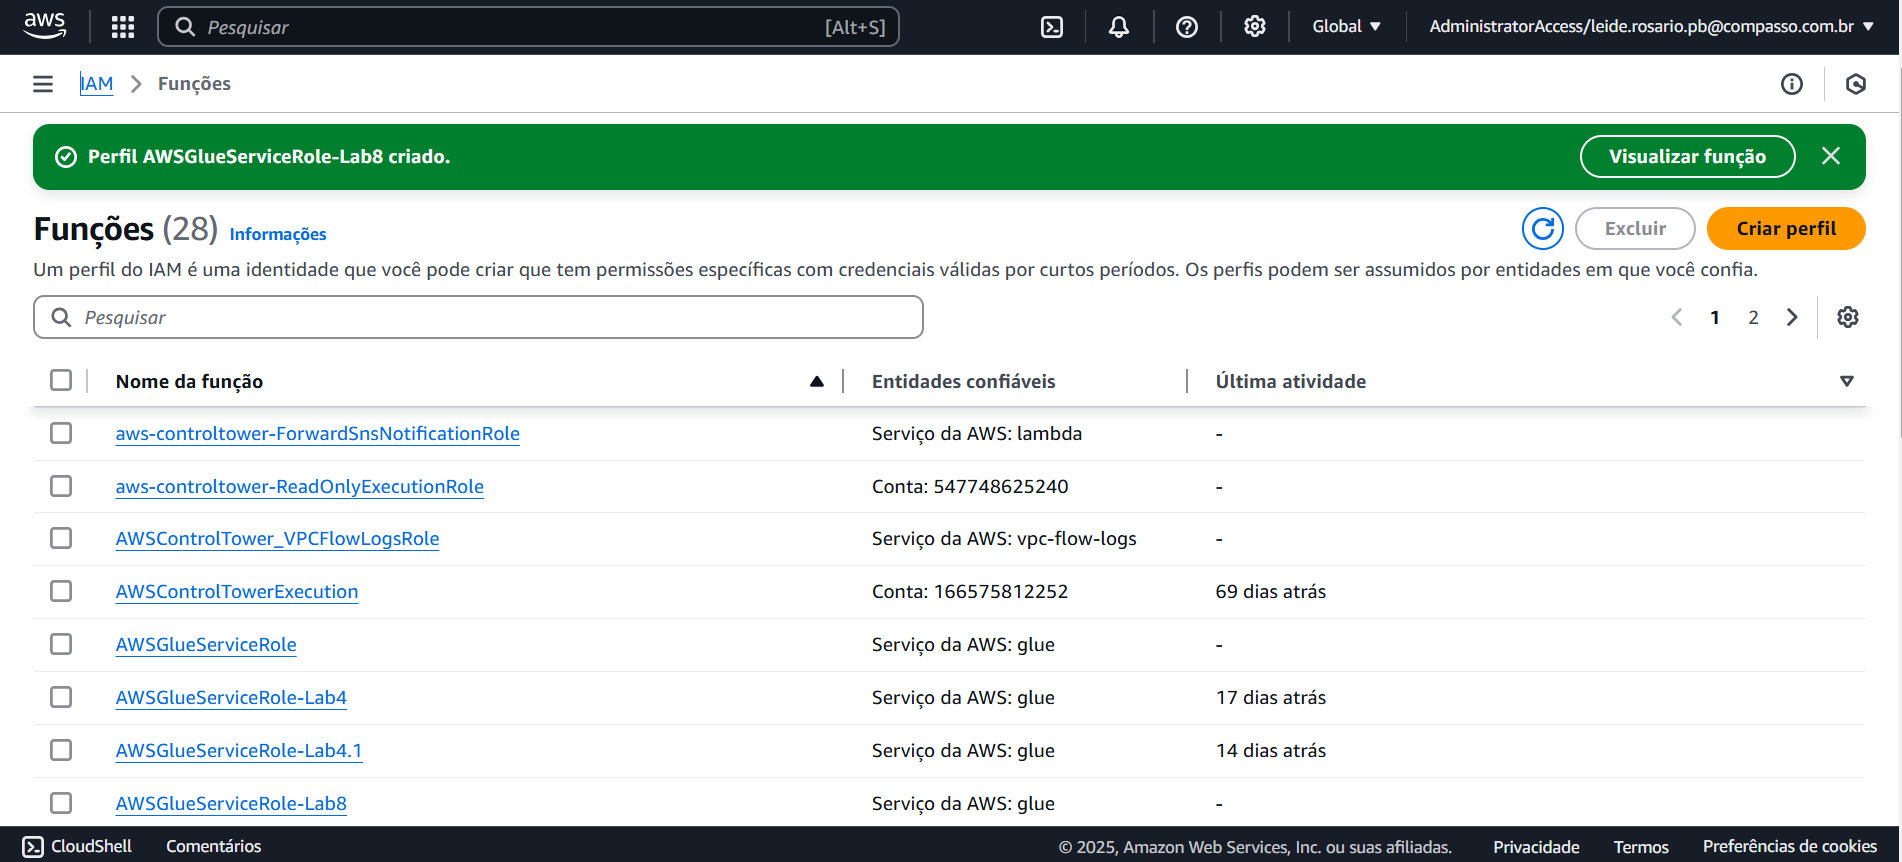 aws
Pesquisar [Alt+S] Global AdministratorAccess/leide.rosario.pb@compasso.com.br
IAM Funções
Perfil AWSGlueServiceRole-Lab8 criado. Visualizar função
Funções (28) Informações Excluir Criar perfil
Um perfil do IAM é uma identidade que você pode criar que tem permissões específicas com credenciais válidas por curtos períodos. Os perfis podem ser assumidos por entidades em que você confia.
Pesquisar 1 2
Nome da função Entidades confiáveis Última atividade
aws-controltower-ForwardSnsNotificationRole Serviço da AWS: lambda -
aws-controltower-ReadOnlyExecutionRole Conta: 547748625240 -
AWSControlTower_VPCFlowLogsRole Serviço da AWS: vpc-flow-logs -
AWSControlTowerExecution Conta: 166575812252 69 dias atrás
AWSGlueServiceRole Serviço da AWS: glue -
AWSGlueServiceRole-Lab4 Serviço da AWS: glue 17 dias atrás
AWSGlueServiceRole-Lab4.1 Serviço da AWS: glue 14 dias atrás
AWSGlueServiceRole-Lab8 Serviço da AWS: glue -
CloudShell Comentários © 2025, Amazon Web Services, Inc. ou suas afiliadas. Privacidade Termos Preferências de cookies